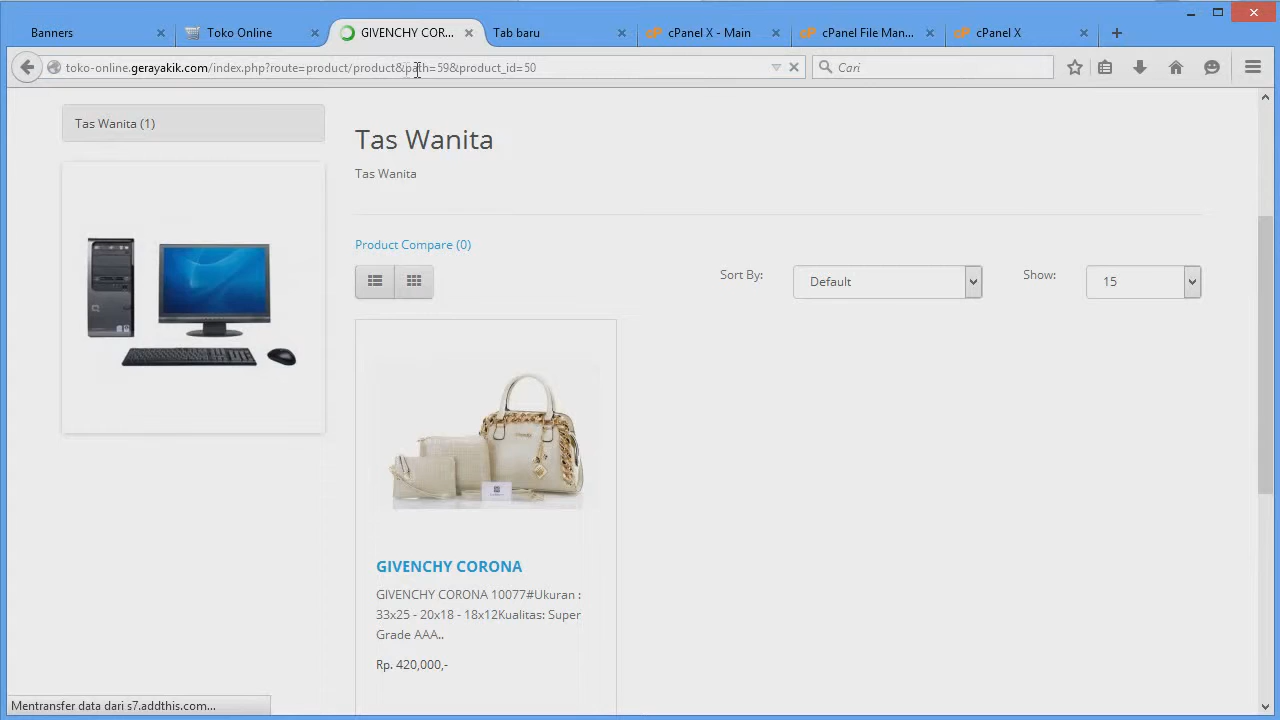 Banners
Toko Online
GIVENCHY COR...
Tab baru
cPanel X - Main
cPanel File Man...
cPanel X
toko-online.gerayakik.com/index.php?route=product/product&path=59&product_id=50
Cari
Tas Wanita (1)
Tas Wanita
Tas Wanita
Product Compare (0)
Sort By:
Default
Show:
15
GIVENCHY CORONA
GIVENCHY CORONA 10077#Ukuran :
33x25 - 20x18 - 18x12Kualitas: Super
Grade AAA..
Rp. 420,000,-
Mentransfer data dari s7.addthis.com...